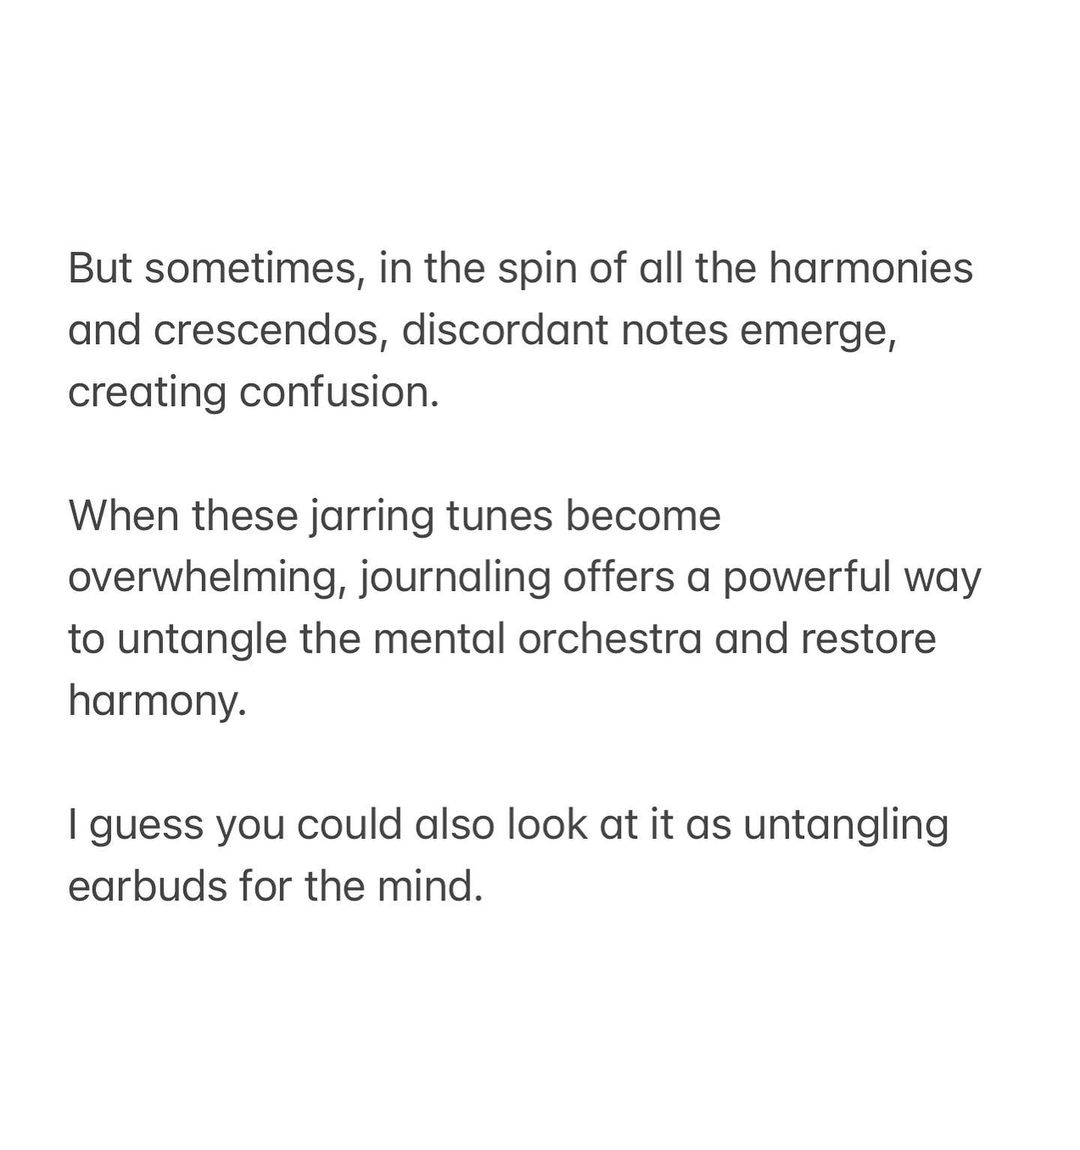 But sometimes, in the spin of all the harmonies
and crescendos, discordant notes emerge,
creating confusion.
When these jarring tunes become
overwhelming, journaling offers a powerful way
to untangle the mental orchestra and restore
harmony.
I guess you could also look at it as untangling
earbuds for the mind.